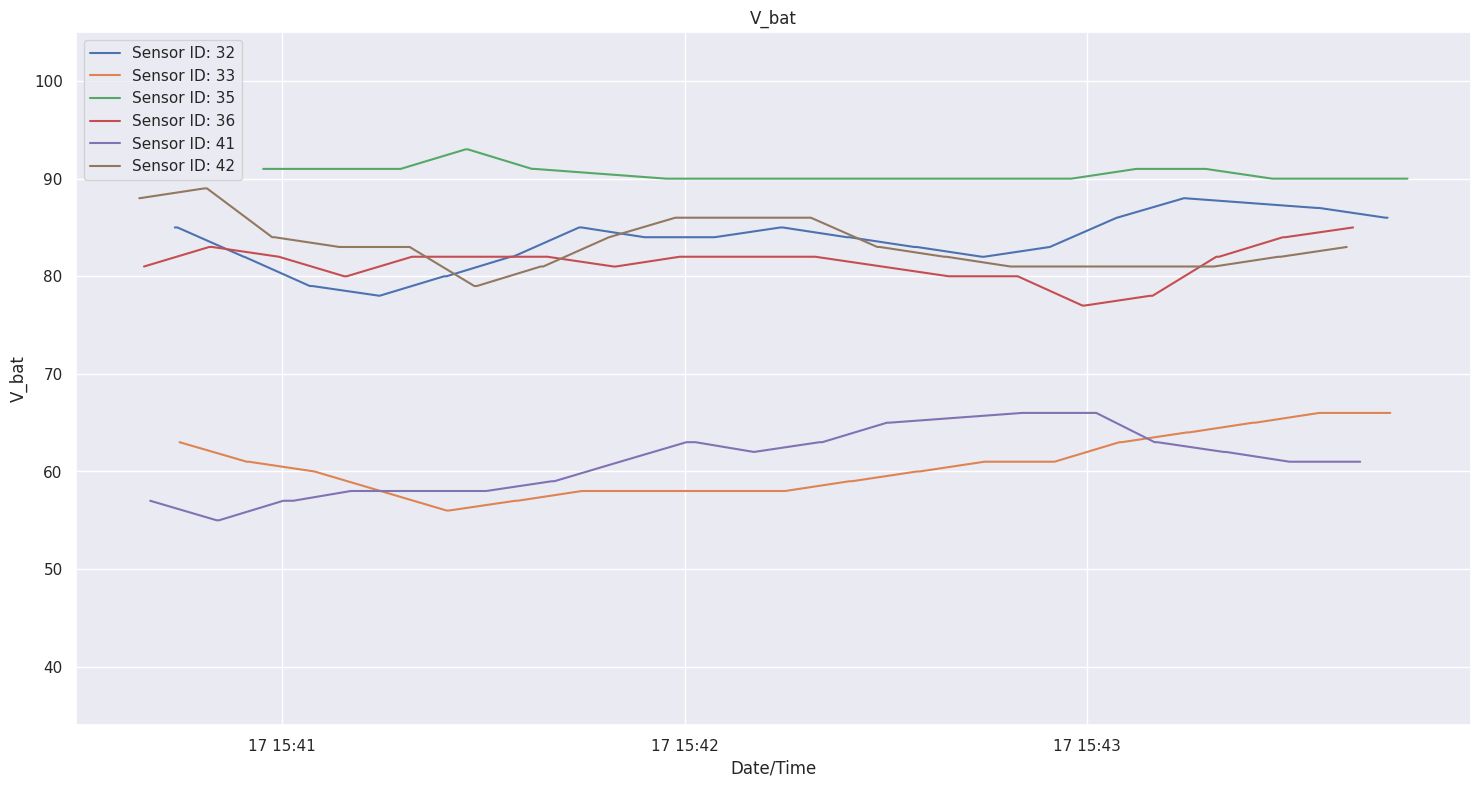 V_bat
Sensor ID: 32
Sensor ID: 33
Sensor ID: 35
Sensor ID: 36
Sensor ID: 41
Sensor ID: 42
100
90
80
70
60
50
40
V_bat
17 15:41
17 15:42
17 15:43
Date/Time